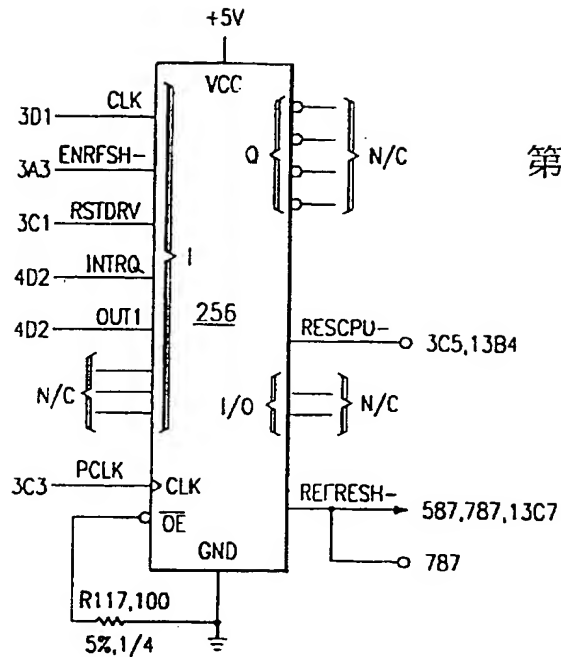 +5V
VCC
3D1 CLK
3A3 ENRFSH-
3C1 RSTDRV
4D2 INTRQ
4D2 OUT1
I
Q
N/C
第
256
RESCPU-
3C5,13B4
N/C
I/O
N/C
3C3 PCLK
CLK
OE
REFRESH-
587,787,13C7
787
GND
R117,100
5%,1/4